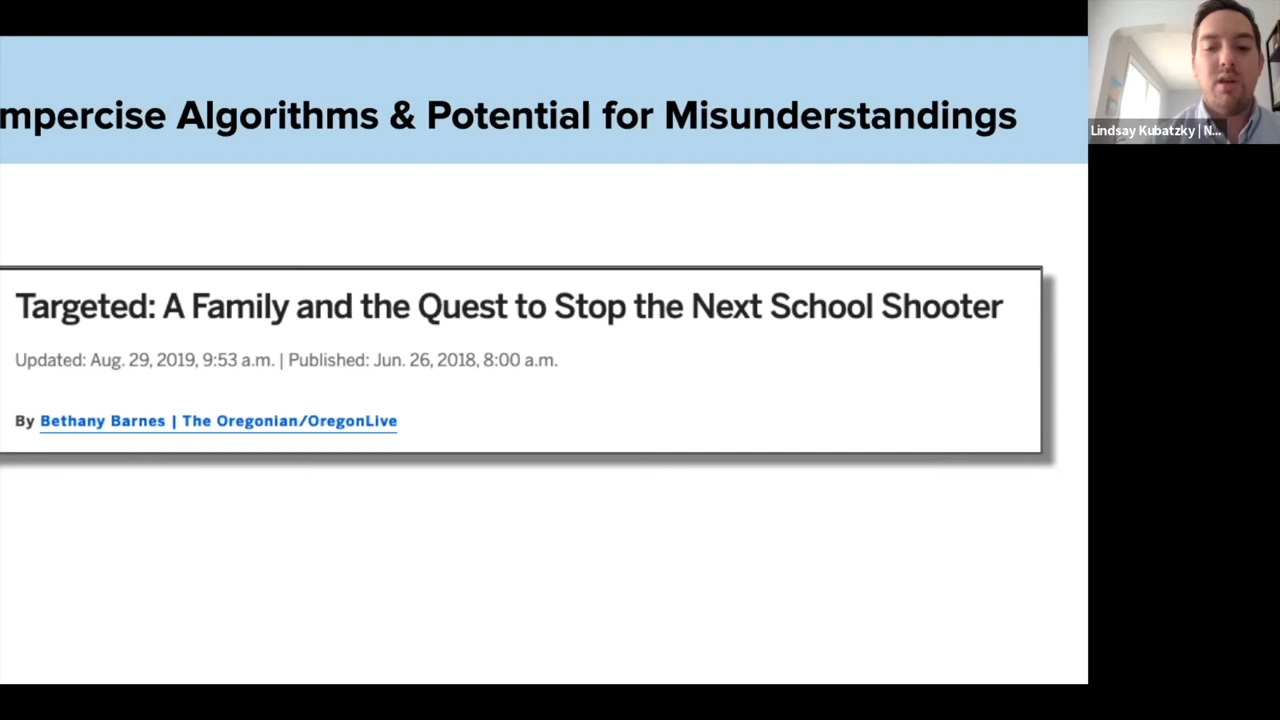 mpercise Algorithms & Potential for Misunderstandings
Lindsay Kubatzky | N...
Targeted: A Family and the Quest to Stop the Next School Shooter
Updated: Aug. 29, 2019, 9:53 a.m. | Published: Jun. 26, 2018, 8:00 a.m.
By Bethany Barnes | The Oregonian/OregonLive